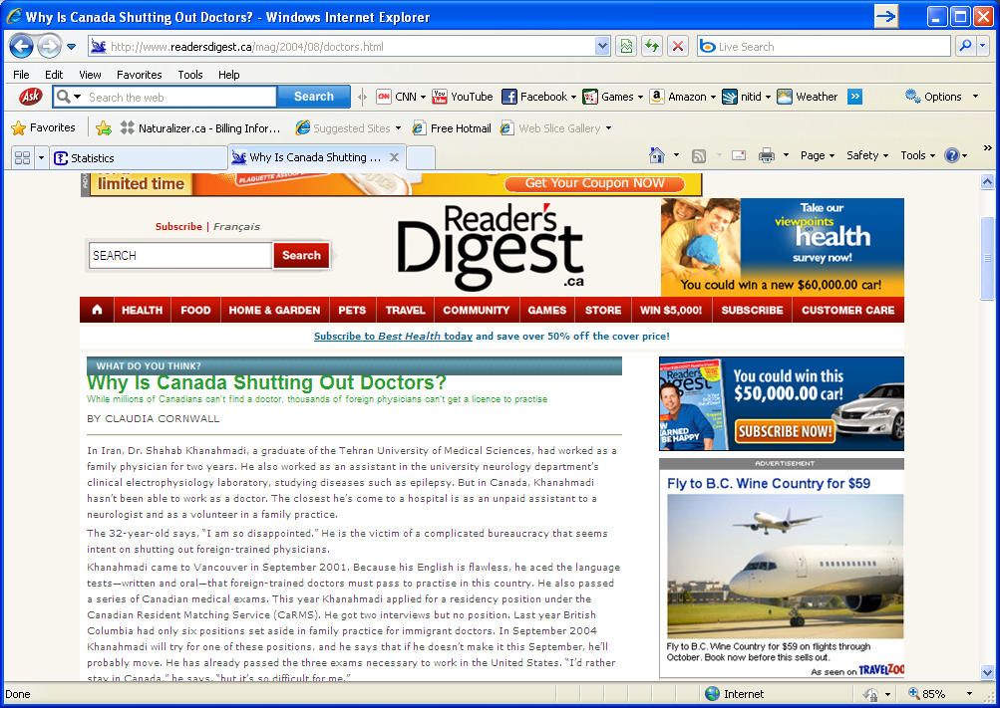 Why Is Canada Shutting Out Doctors? - Windows Internet Explorer
http://www.readersdigest.ca/mag/2004/08/doctors.html
Live Search
File Edit View Favorites Tools Help
Ask Search the web Search CNN YouTube Facebook Games Amazon nitid Weather Options
Favorites Naturalizer.ca - Billing Infor... Suggested Sites Free Hotmail Web Slice Gallery
Statistics Why Is Canada Shutting ... Page Safety Tools
limited time Get Your Coupon NOW
Subscribe | Français
SEARCH Search
Reader's
Digest
.ca
Take our
viewpoints
on
health
survey now!
You could win a new $60,000.00 car!
HEALTH FOOD HOME & GARDEN PETS TRAVEL COMMUNITY GAMES STORE WIN $5,000! SUBSCRIBE CUSTOMER CARE
Subscribe to Best Health today and save over 50% off the cover price!
WHAT DO YOU THINK?
Why Is Canada Shutting Out Doctors?
While millions of Canadians can't find a doctor, thousands of foreign physicians can't get a licence to practise
BY CLAUDIA CORNWALL
In Iran, Dr. Shahab Khanahmadi, a graduate of the Tehran University of Medical Sciences, had worked as a
family physician for two years. He also worked as an assistant in the university neurology department's
clinical electrophysiology laboratory, studying diseases such as epilepsy. But in Canada, Khanahmadi
hasn't been able to work as a doctor. The closest he's come to a hospital is as an unpaid assistant to a
neurologist and as a volunteer in a family practice.
The 32-year-old says, "I am so disappointed." He is the victim of a complicated bureaucracy that seems
intent on shutting out foreign-trained physicians.
Khanahmadi came to Vancouver in September 2001. Because his English is flawless, he aced the language
tests—written and oral—that foreign-trained doctors must pass to practise in this country. He also passed
a series of Canadian medical exams. This year Khanahmadi applied for a residency position under the
Canadian Resident Matching Service (CaRMS). He got two interviews but no position. Last year British
Columbia had only six positions set aside in family practice for immigrant doctors. In September 2004
Khanahmadi will try for one of these positions, and he says that if he doesn't make it this September, he'll
probably move. He has already passed the three exams necessary to work in the United States. "I'd rather
stay in Canada," he says, "but it's so difficult for me."
You could win this
$50,000.00 car!
SUBSCRIBE NOW!
ADVERTISEMENT
Fly to B.C. Wine Country for $59
Fly to B.C. Wine Country for $59 on flights through
October. Book now before this sells out.
As seen on TRAVELZOO
Done Internet 85%